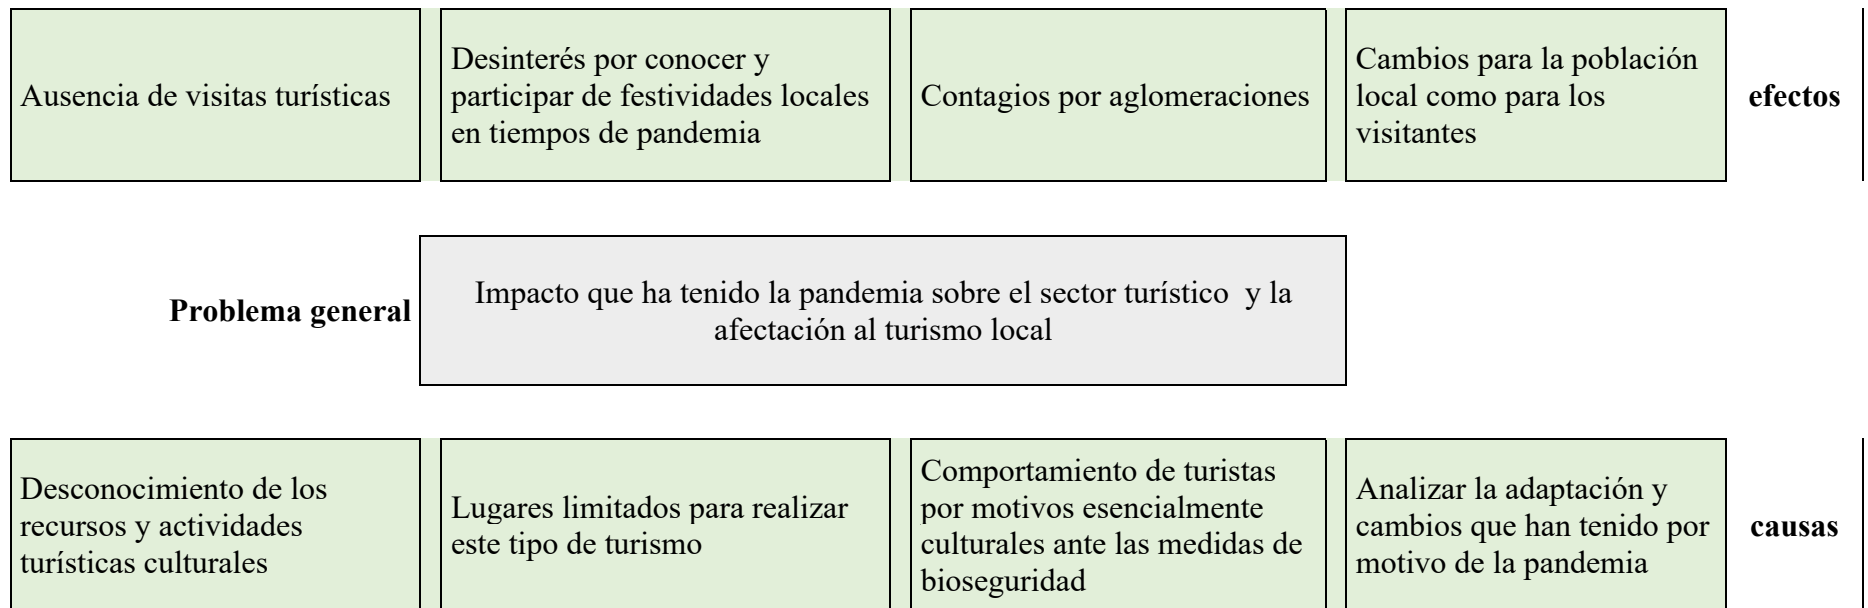 Ausencia de visitas turísticas
Desinterés por conocer y
participar de festividades locales
en tiempos de pandemia
Contagios por aglomeraciones
Cambios para la población
local como para los
visitantes
efectos
Problema general
Impacto que ha tenido la pandemia sobre el sector turístico  y la
afectación al turismo local
Desconocimiento de los
recursos y actividades
turísticas culturales
Lugares limitados para realizar
este tipo de turismo
Comportamiento de turistas
por motivos esencialmente
culturales ante las medidas de
bioseguridad
Analizar la adaptación y
cambios que han tenido por
motivo de la pandemia
causas